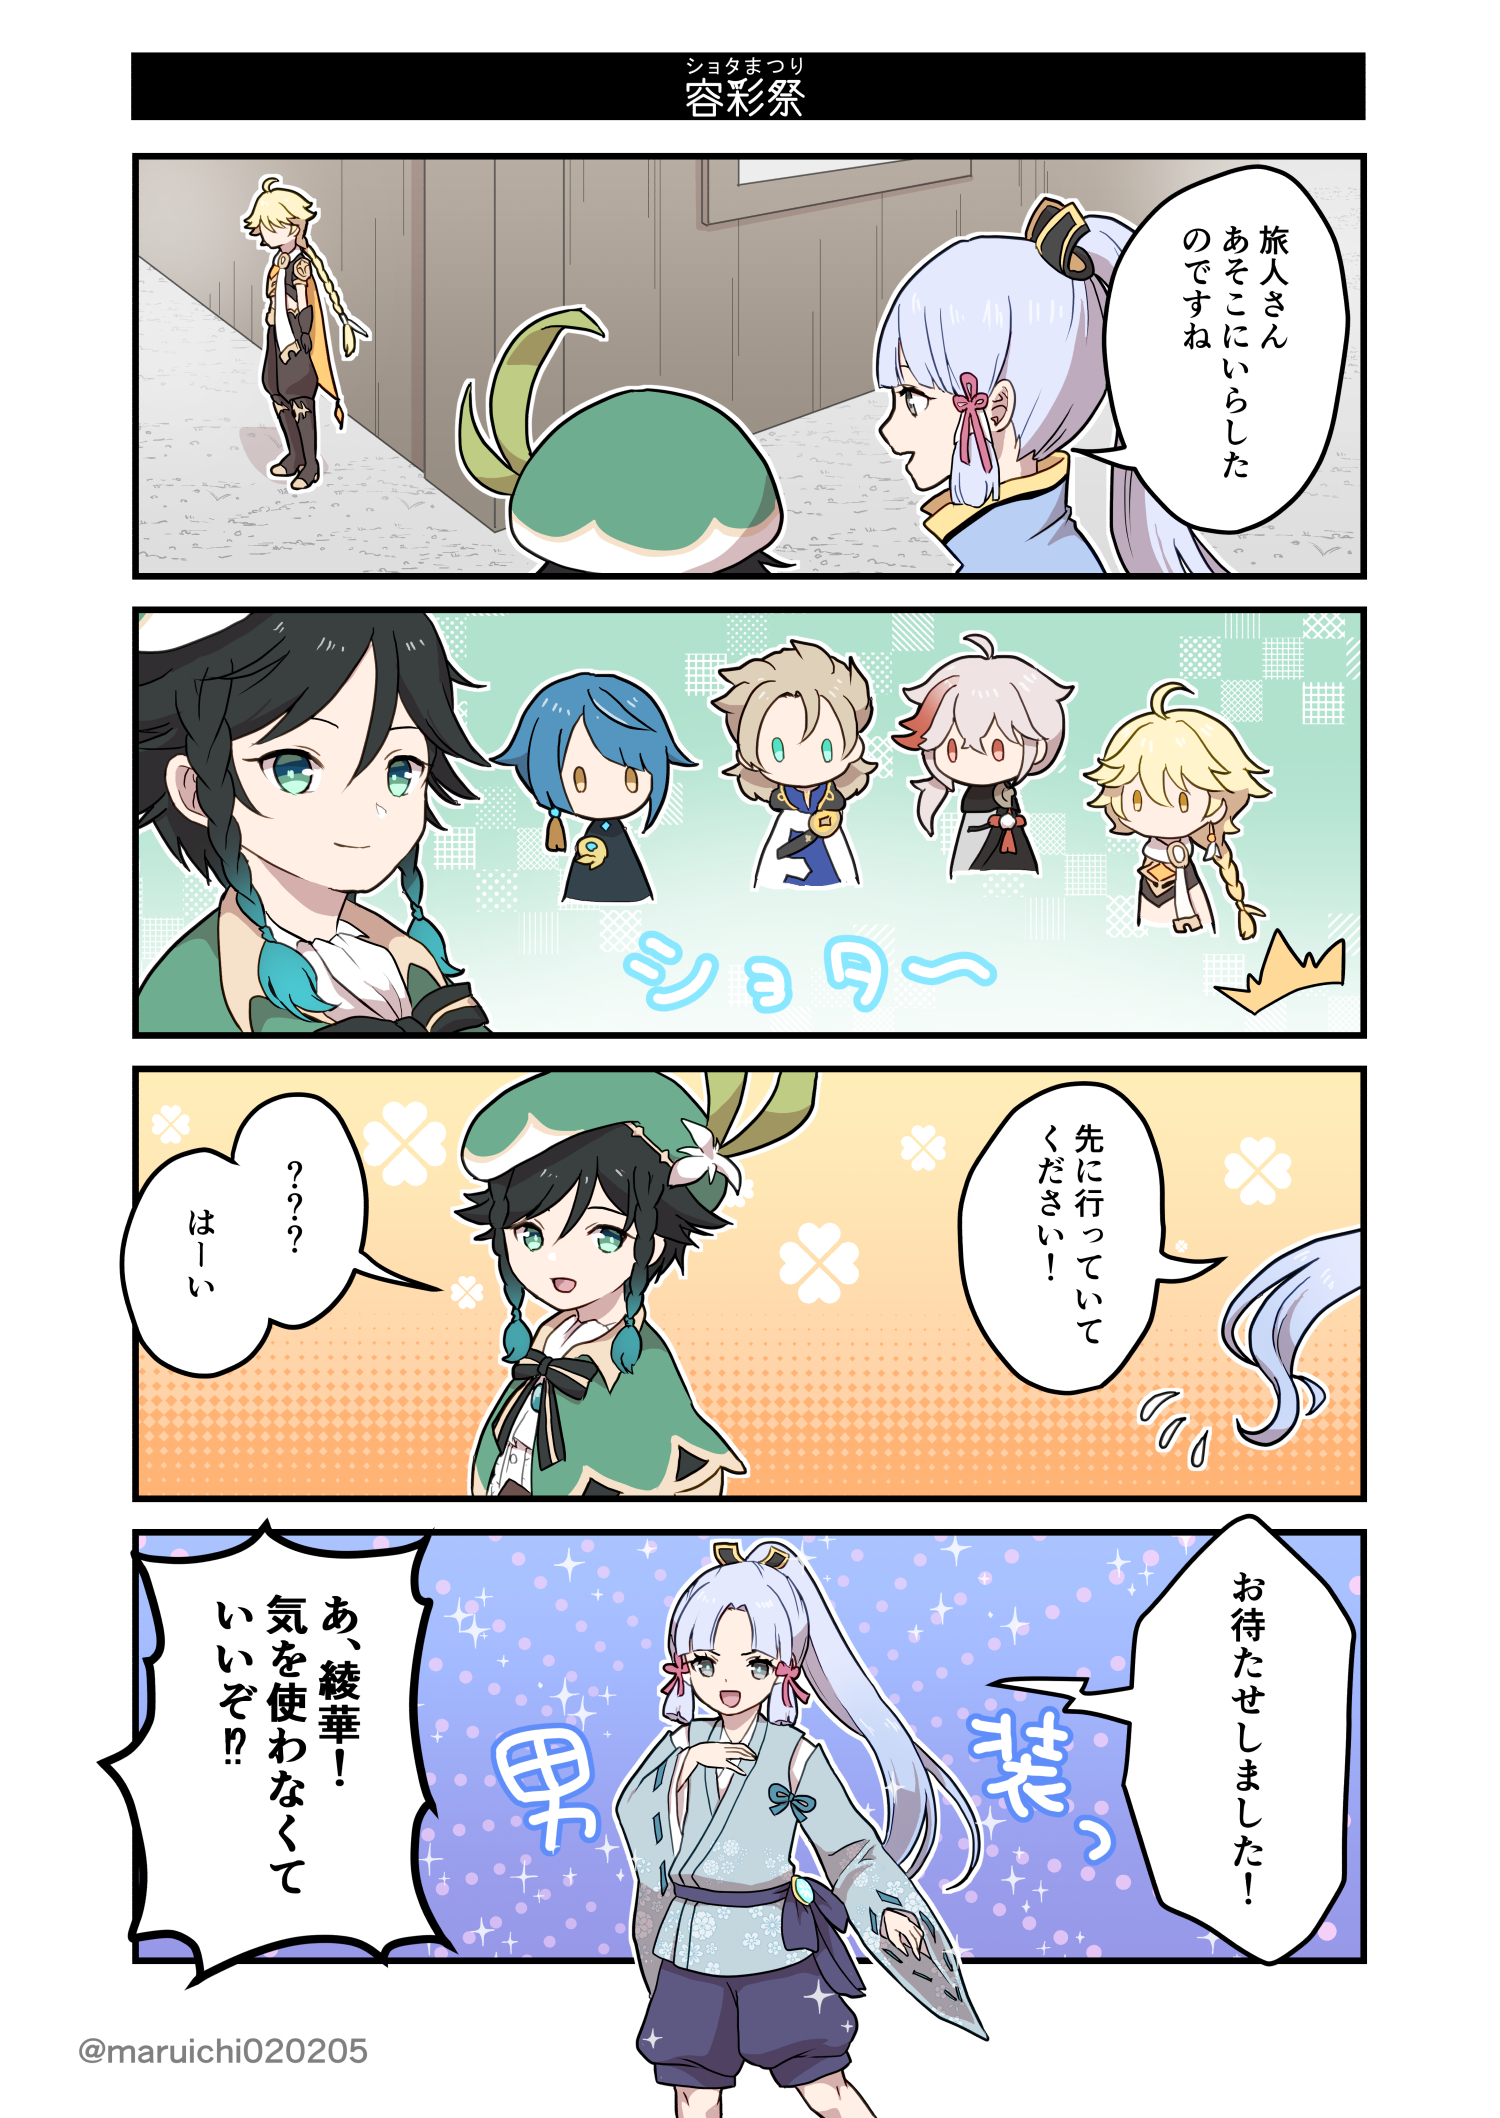 ショタまつり
容彩祭
旅人さん
あそこにいらした
のですね
ショタ〜
先に行っていて
ください！
？？？
はーい
お待たせしました！
男装っ
あ、綾華！
気を使わなくて
いいぞ⁉
@maruichi020205